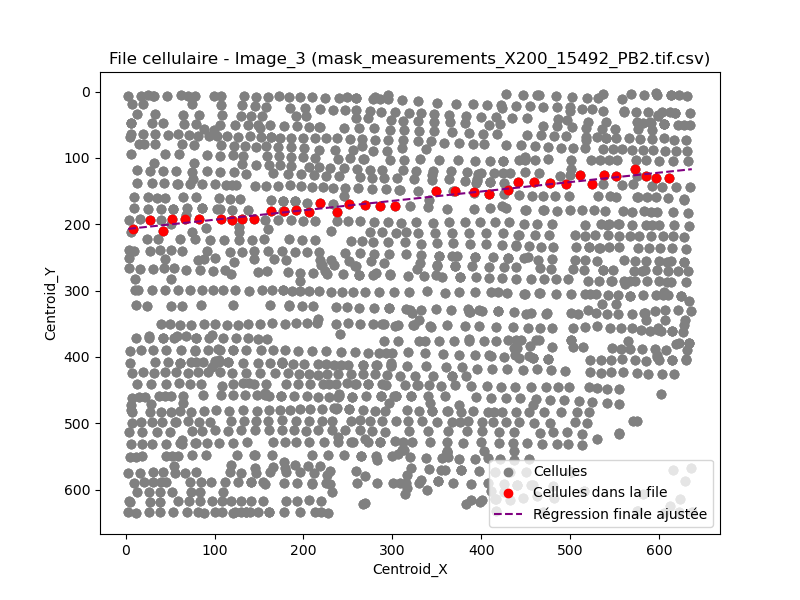 File cellulaire - Image_3 (mask_measurements_X200_15492_PB2.tif.csv)
0
100
200
300
400
500
600
Centroid_Y
0
100
200
300
400
500
600
Centroid_X
Cellules
Cellules dans la file
Régression finale ajustée